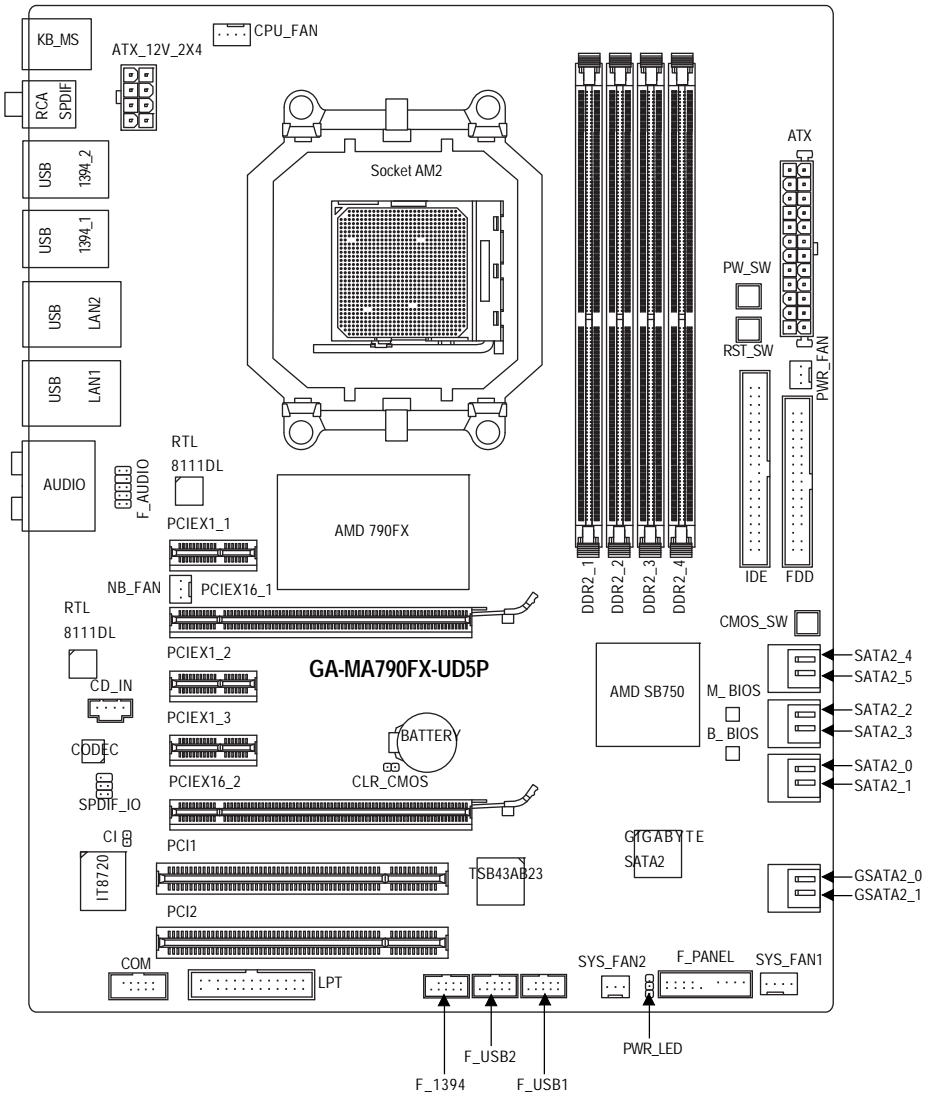 KB_MS
CPU_FAN
ATX_12V_2X4
RCA
SPDIF
ATX
USB
1394_2
Socket AM2
USB
1394_1
PW_SW
USB
LAN2
RST_SW
PWR_FAN
USB
LAN1
RTL
8111DL
AUDIO
F_AUDIO
PCIEX1_1
AMD 790FX
IDE
FDD
DDR2_1
DDR2_2
DDR2_3
DDR2_4
NB_FAN
PCIEX16_1
RTL
8111DL
CMOS_SW
PCIEX1_2
GA-MA790FX-UD5P
SATA2_4
SATA2_5
CD_IN
AMD SB750
M_BIOS
SATA2_2
SATA2_3
PCIEX1_3
B_BIOS
BATTERY
CODEC
SATA2_0
SATA2_1
PCIEX16_2
CLR_CMOS
SPDIF_IO
CI
GIGABYTE
SATA2
PCI1
IT8720
TSB43AB23
GSATA2_0
GSATA2_1
PCI2
COM
LPT
SYS_FAN2
F_PANEL
SYS_FAN1
F_USB2
PWR_LED
F_1394
F_USB1